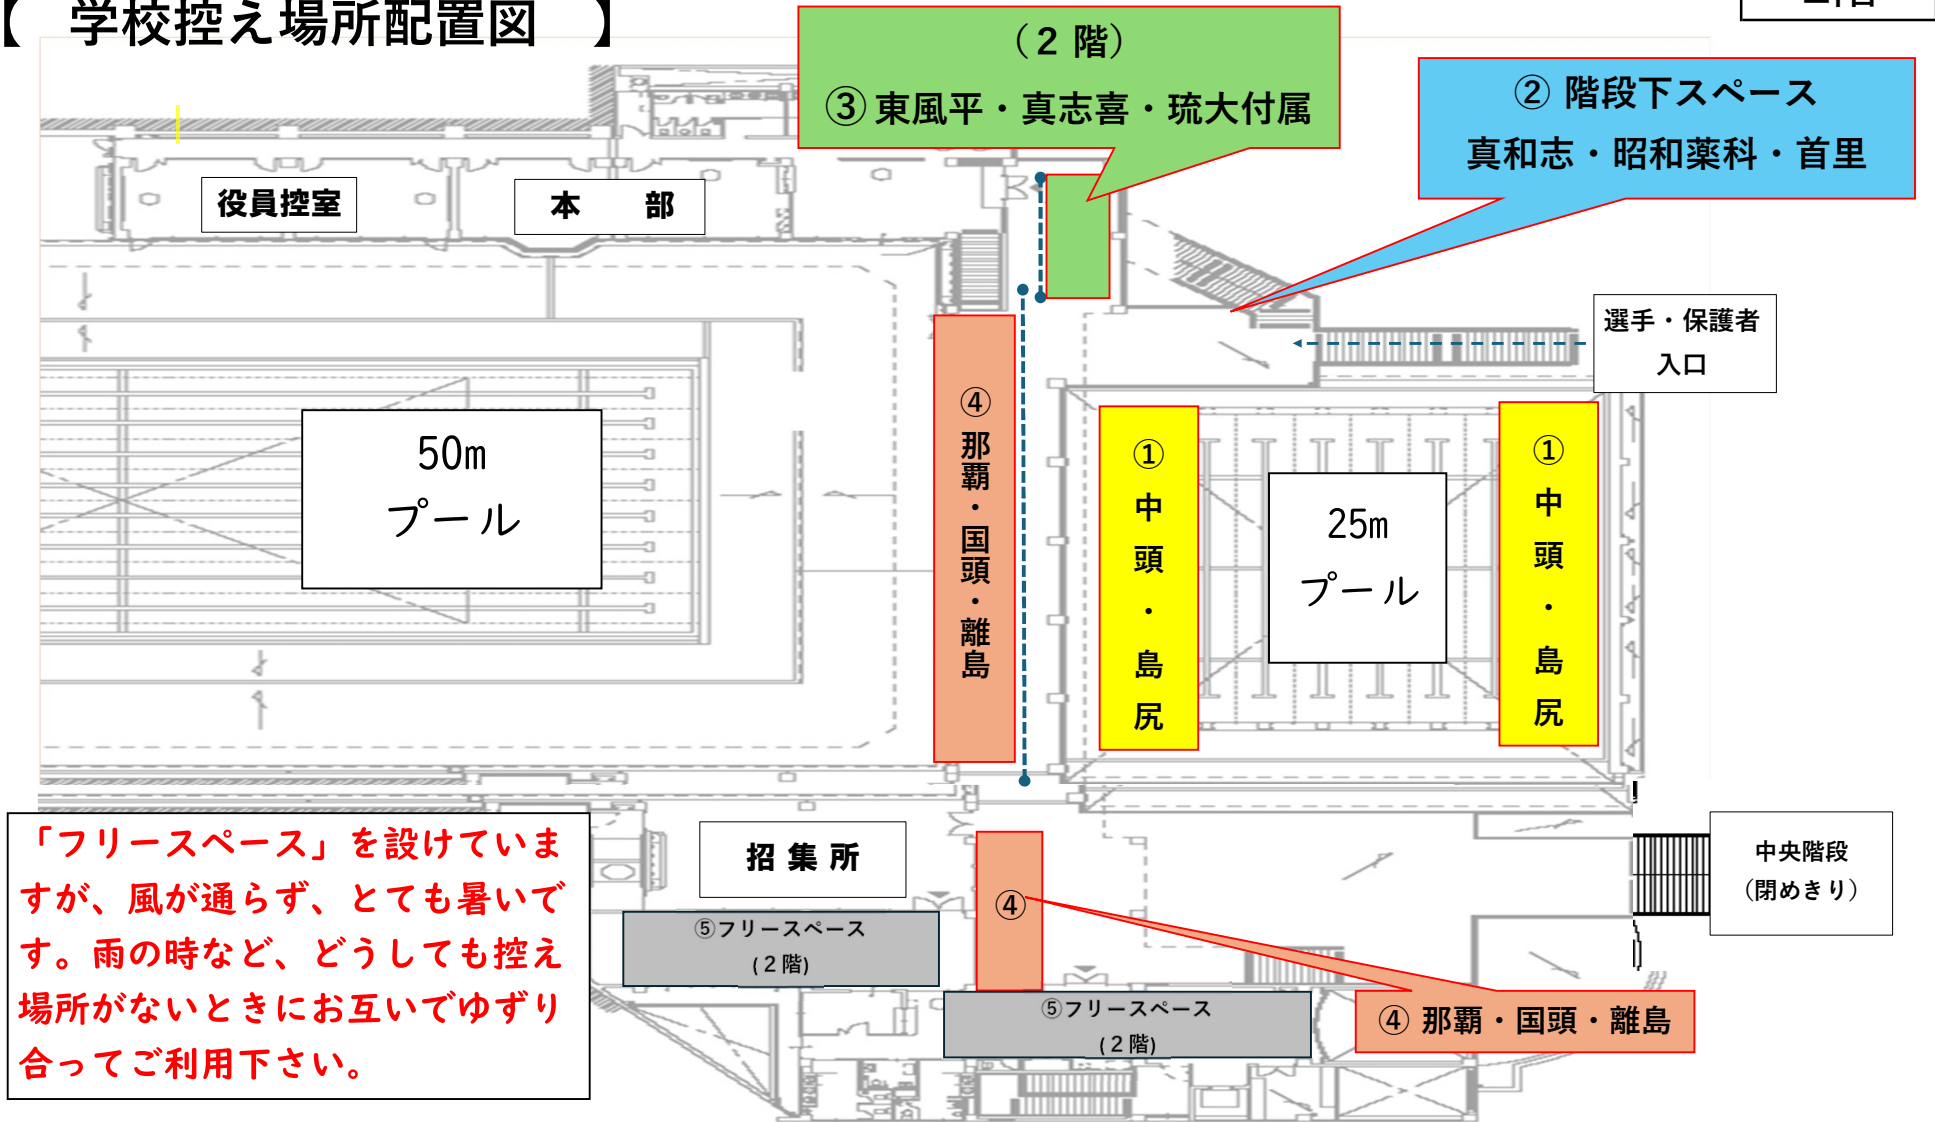 【 学校控え場所配置図 】
(2 階)
③東風平・真志喜・琉大付属
② 階段下スペース
真和志・昭和薬科・首里
役員控室
本 部
選手・保護者
入口
50m
プール
④那覇・国頭・離島
①中頭・島尻
25m
プール
①中頭・島尻
「フリースペース」を設けていま
すが、風が通らず、とても暑いで
す。雨の時など、どうしても控え
場所がないときにお互いでゆずり
合ってご利用下さい。
招集所
④
⑤フリースペース
(2階)
⑤フリースペース
(2階)
④ 那覇・国頭・離島
中央階段
(閉めきり)